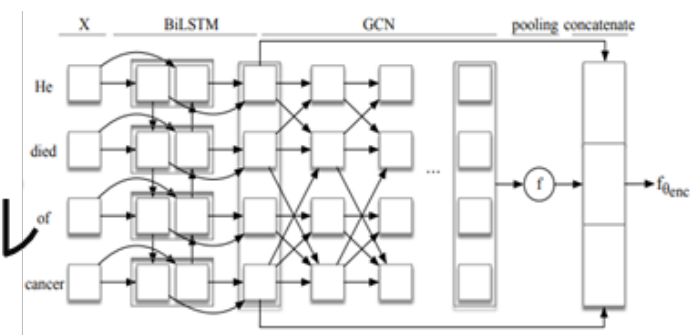 X BiLSTM GCN pooling concatenate
He
died
...
f
fθenc
of
cancer